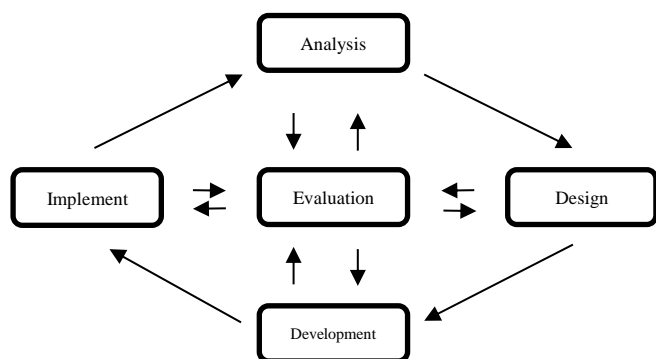 Analysis
Implement
Evaluation
Design
Development